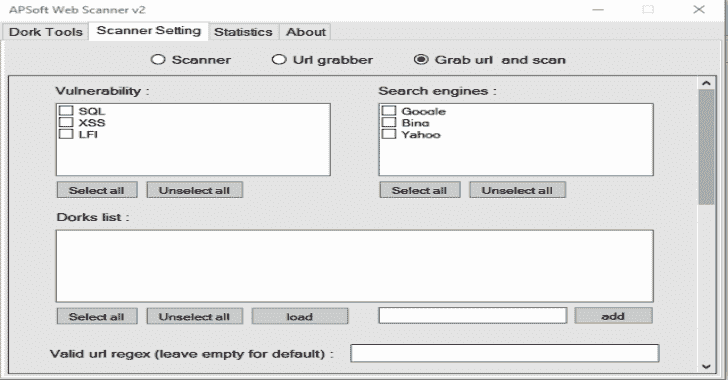 APSoft Web Scanner v2
Dork Tools Scanner Setting Statistics About
Scanner Url grabber Grab url and scan
Vulnerability : Search engines :
SQL Google
XSS Bing
LFI Yahoo
Select all Unselect all Select all Unselect all
Dorks list :
Select all Unselect all load add
Valid url regex (leave empty for default) :